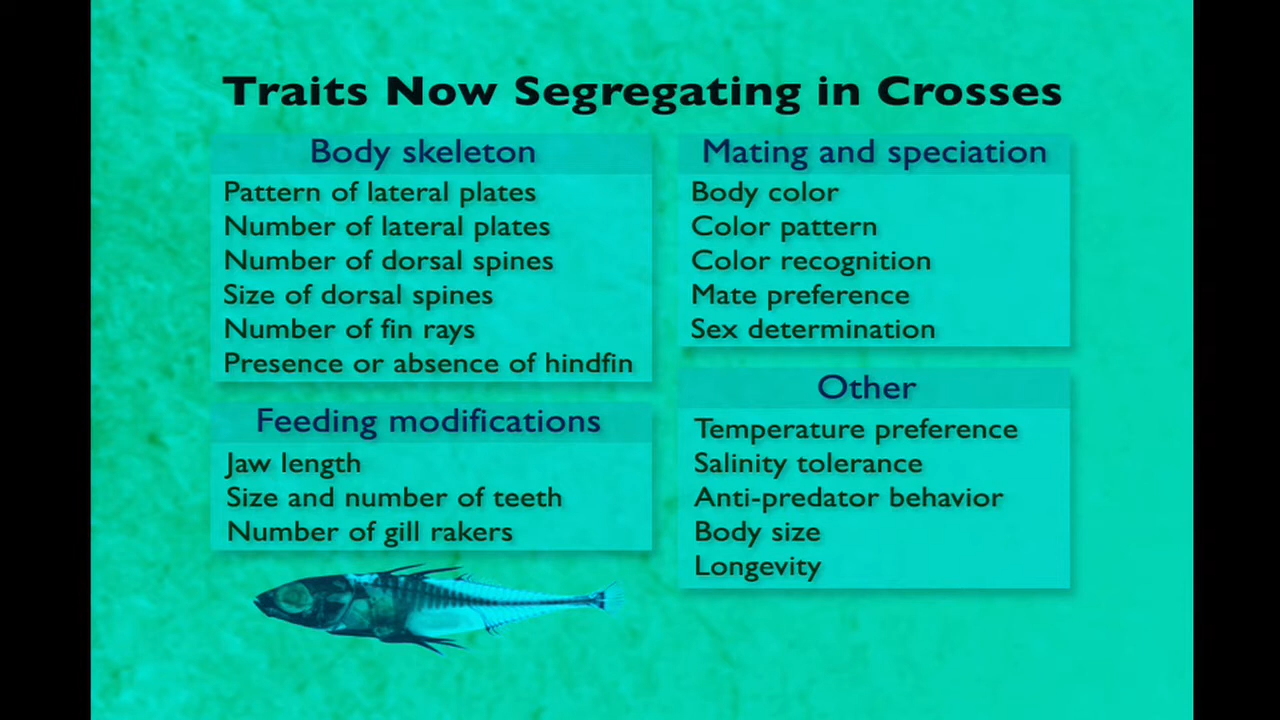 Traits Now Segregating in Crosses
Body skeleton
Pattern of lateral plates
Number of lateral plates
Number of dorsal spines
Size of dorsal spines
Number of fin rays
Presence or absence of hindfin
Feeding modifications
Jaw length
Size and number of teeth
Number of gill rakers
Mating and speciation
Body color
Color pattern
Color recognition
Mate preference
Sex determination
Other
Temperature preference
Salinity tolerance
Anti-predator behavior
Body size
Longevity